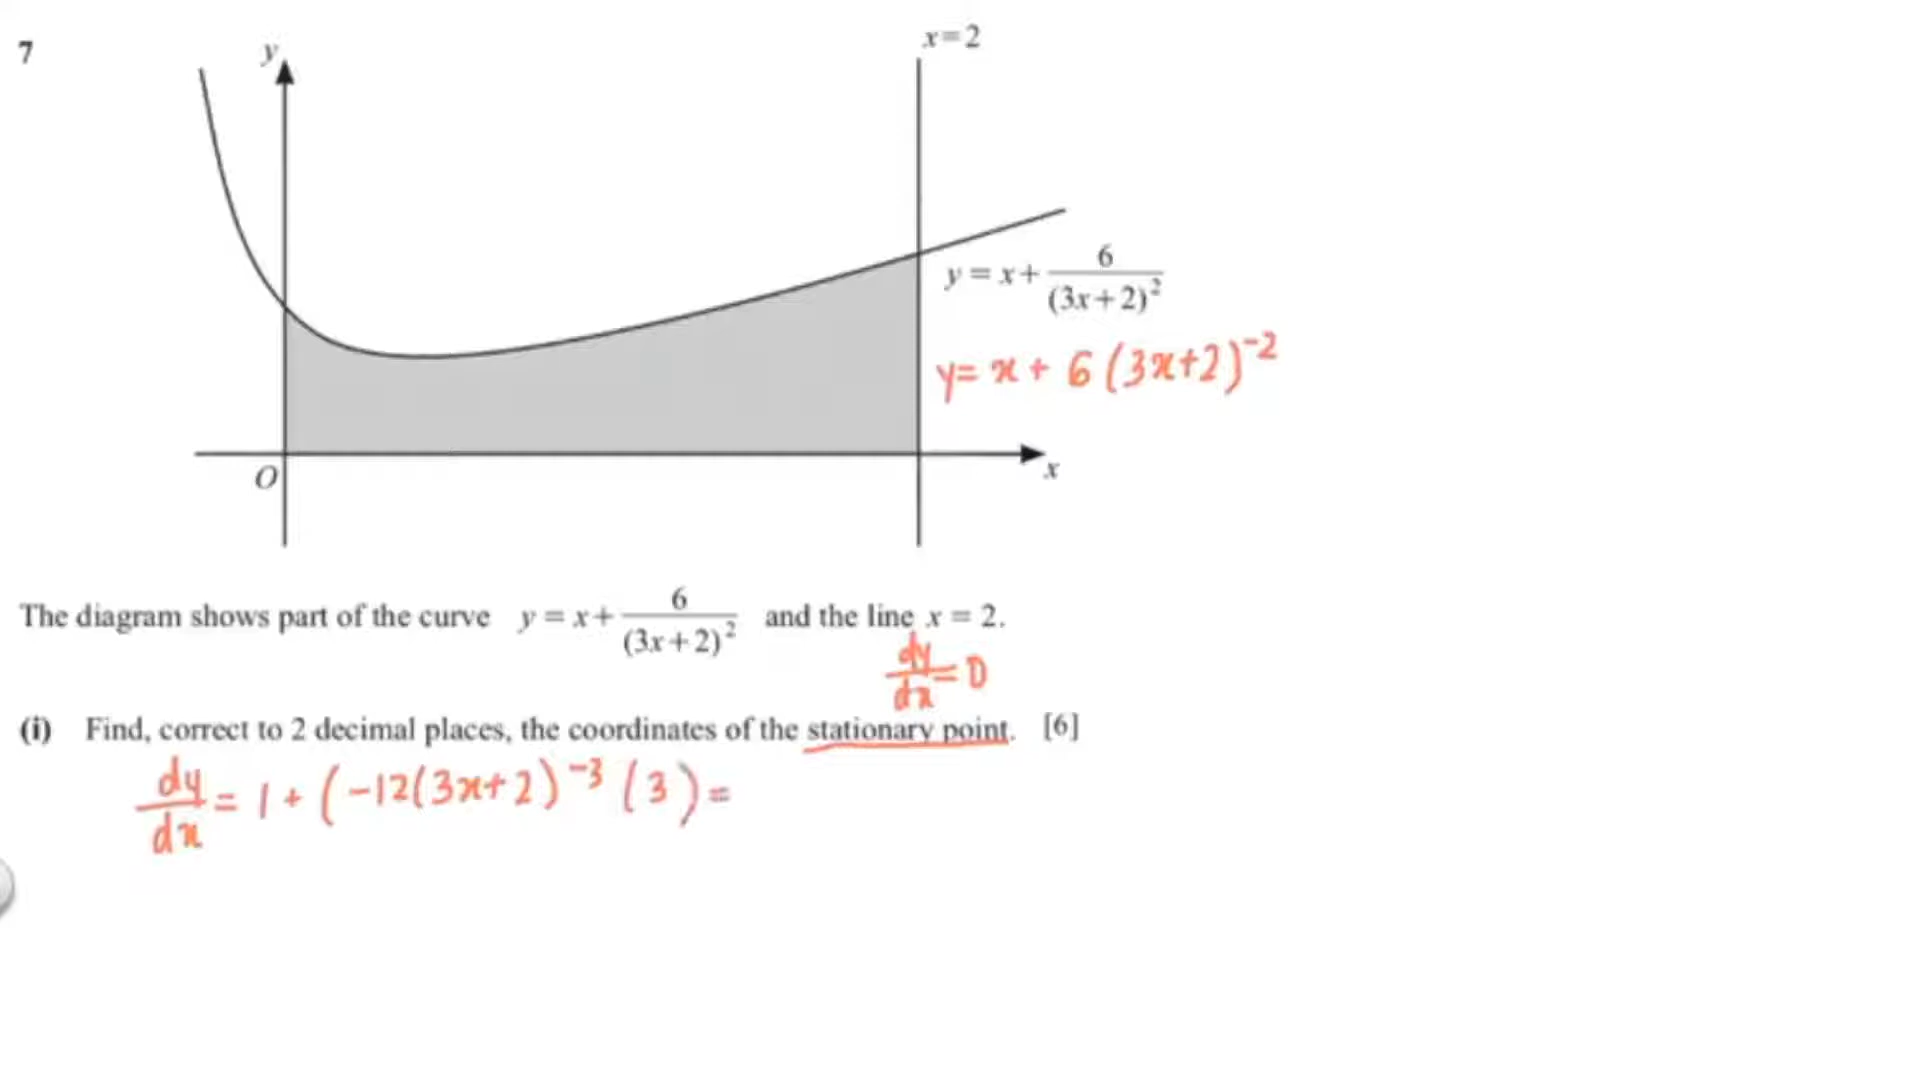 7
y
x=2
y = x + 6/(3x+2)²
y = x + 6(3x+2)⁻²
O
x
The diagram shows part of the curve y = x + 6/(3x+2)² and the line x = 2.
dy/dx = 0
(i) Find, correct to 2 decimal places, the coordinates of the stationary point. [6]
dy/dx = 1 + (-12(3x+2)⁻³(3) =